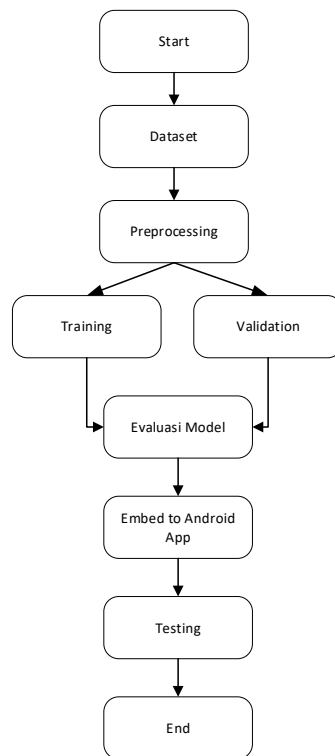 Start
Dataset
Preprocessing
Training
Validation
Evaluasi Model
Embed to Android
App
Testing
End